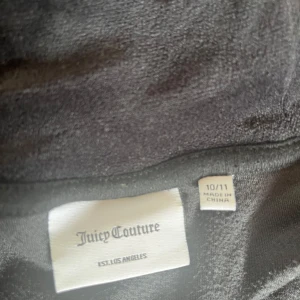 Juicy Couture
EST. LOS ANGELES
10/11
MADE IN
CHINA